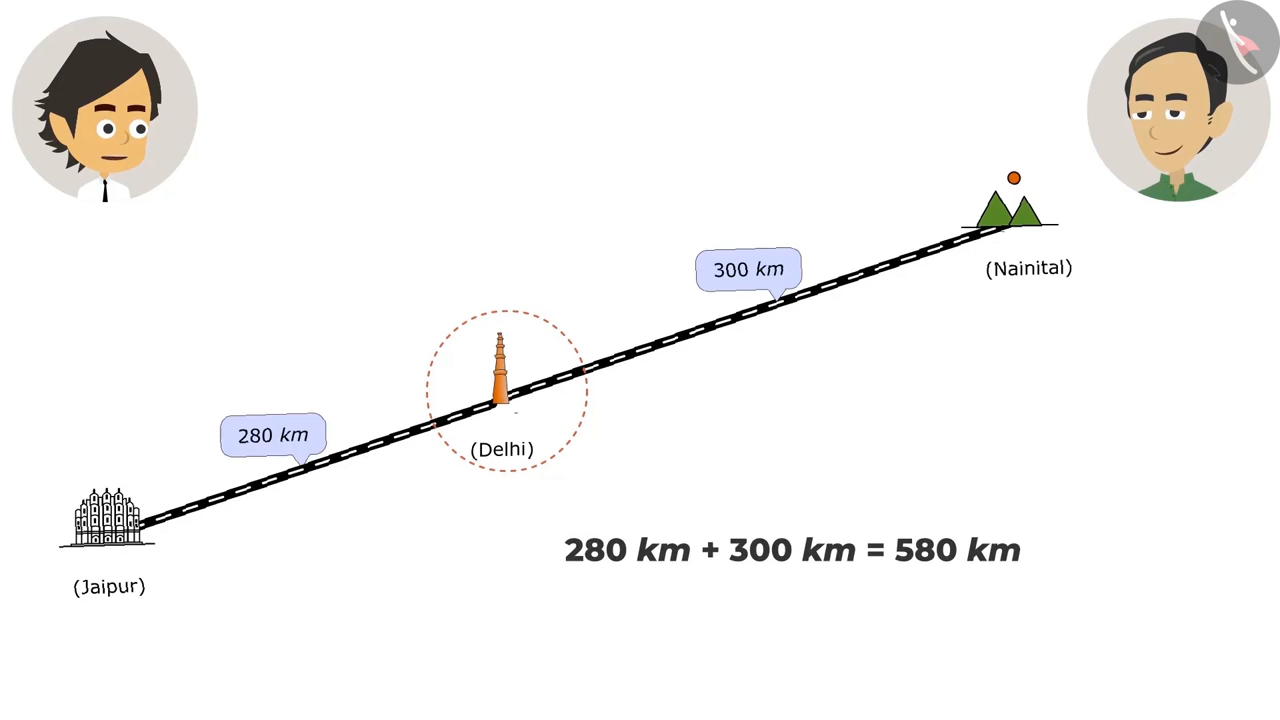 300 km
(Nainital)
280 km
(Delhi)
280 km + 300 km = 580 km
(Jaipur)